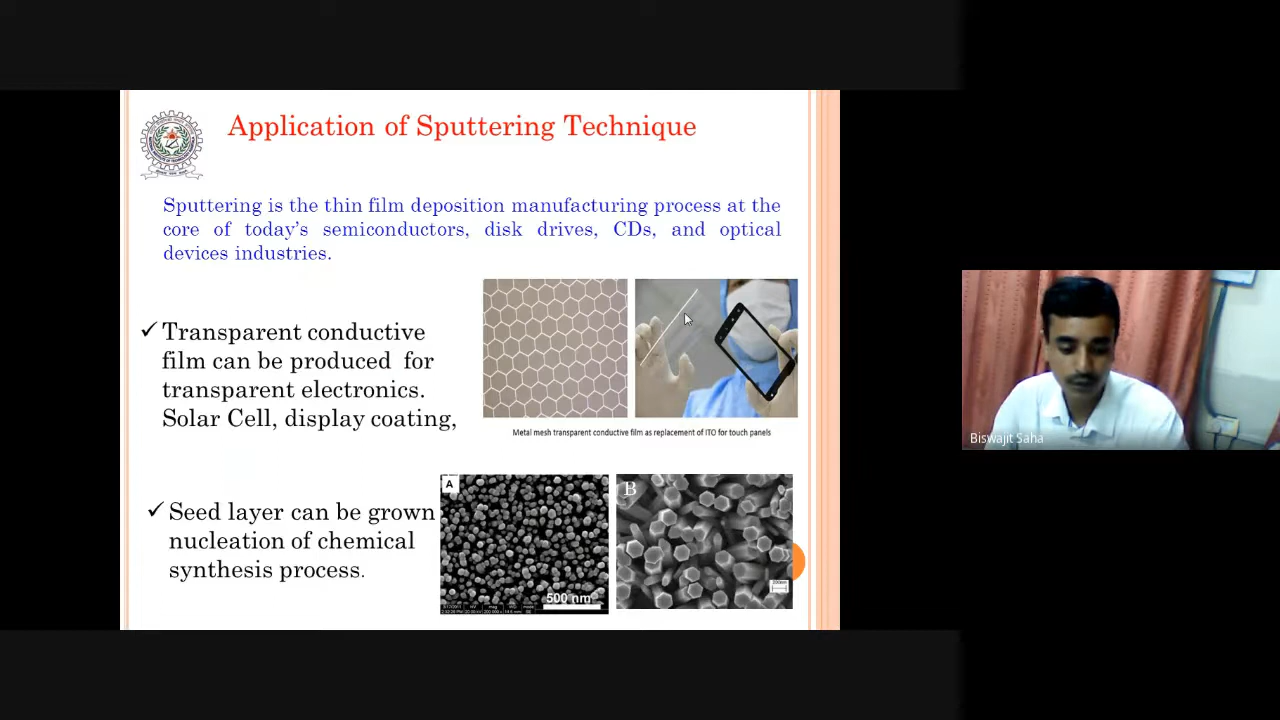 Application of Sputtering Technique
Sputtering is the thin film deposition manufacturing process at the
core of today's semiconductors, disk drives, CDs, and optical
devices industries.
✓ Transparent conductive
film can be produced for
transparent electronics.
Solar Cell, display coating,
Metal mesh transparent conductive film as replacement of ITO for touch panels
✓ Seed layer can be grown
nucleation of chemical
synthesis process.
A
500 nm
B
Biswajit Saha